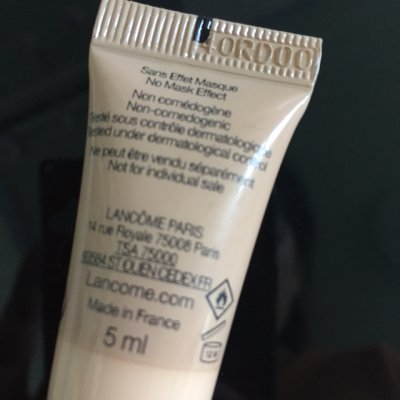 40R000
Sans Effet Masque
No Mask Effect
Non comédogène
Non-comedogenic
Testé sous contrôle dermatologique
Tested under dermatological control
Ne peut être vendu séparément
Not for individual sale
LANCÔME PARIS
14 rue Royale 75008 Paris
TSA 75000
93584 ST OUEN CEDEX FR
Lancome.com
Made in France
5 ml
12 M